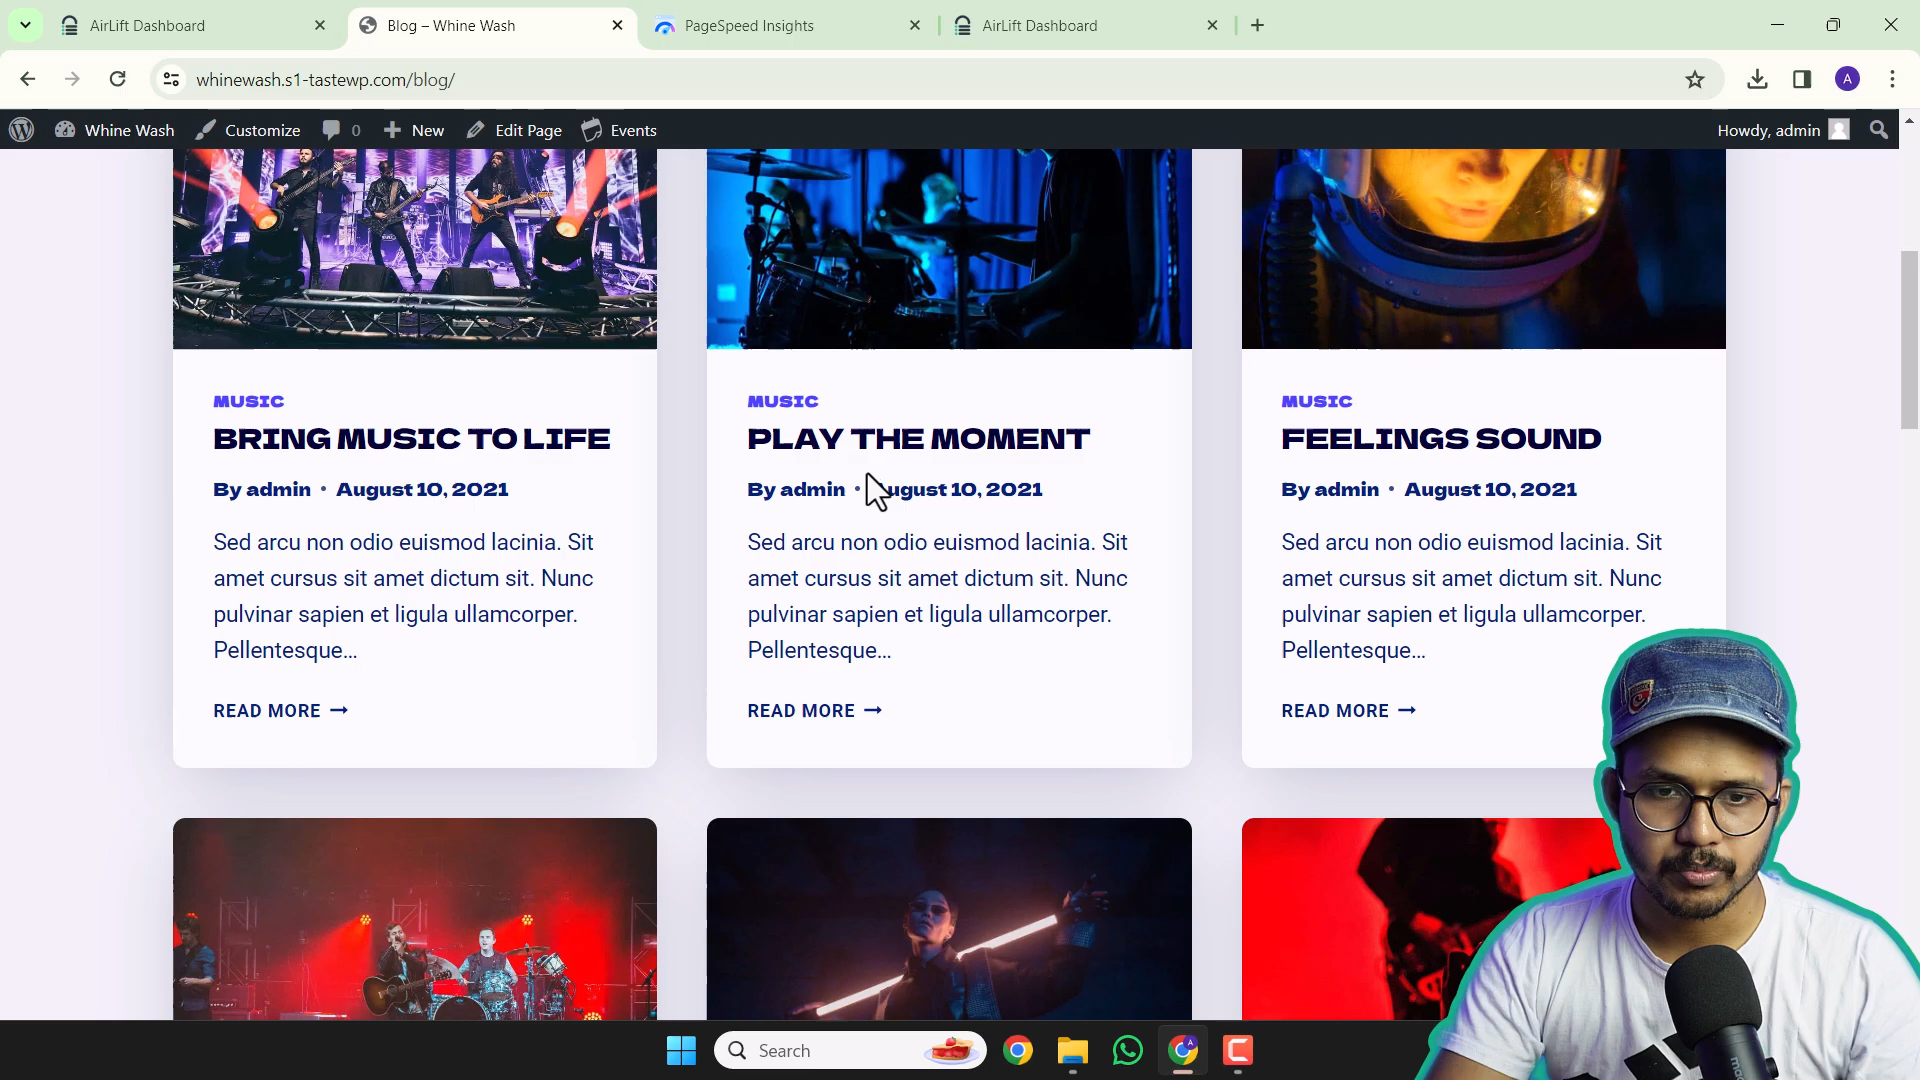 AirLift Dashboard
Blog – Whine Wash
PageSpeed Insights
AirLift Dashboard
whinewash.s1-tastewp.com/blog/
A
Whine Wash
Customize
0
New
Edit Page
Events
Howdy, admin
MUSIC
BRING MUSIC TO LIFE
By admin • August 10, 2021
Sed arcu non odio euismod lacinia. Sit
amet cursus sit amet dictum sit. Nunc
pulvinar sapien et ligula ullamcorper.
Pellentesque...
READ MORE →
MUSIC
PLAY THE MOMENT
By admin • August 10, 2021
Sed arcu non odio euismod lacinia. Sit
amet cursus sit amet dictum sit. Nunc
pulvinar sapien et ligula ullamcorper.
Pellentesque...
READ MORE →
MUSIC
FEELINGS SOUND
By admin • August 10, 2021
Sed arcu non odio euismod lacinia. Sit
amet cursus sit amet dictum sit. Nunc
pulvinar sapien et ligula ullamcorper.
Pellentesque...
READ MORE →
Search